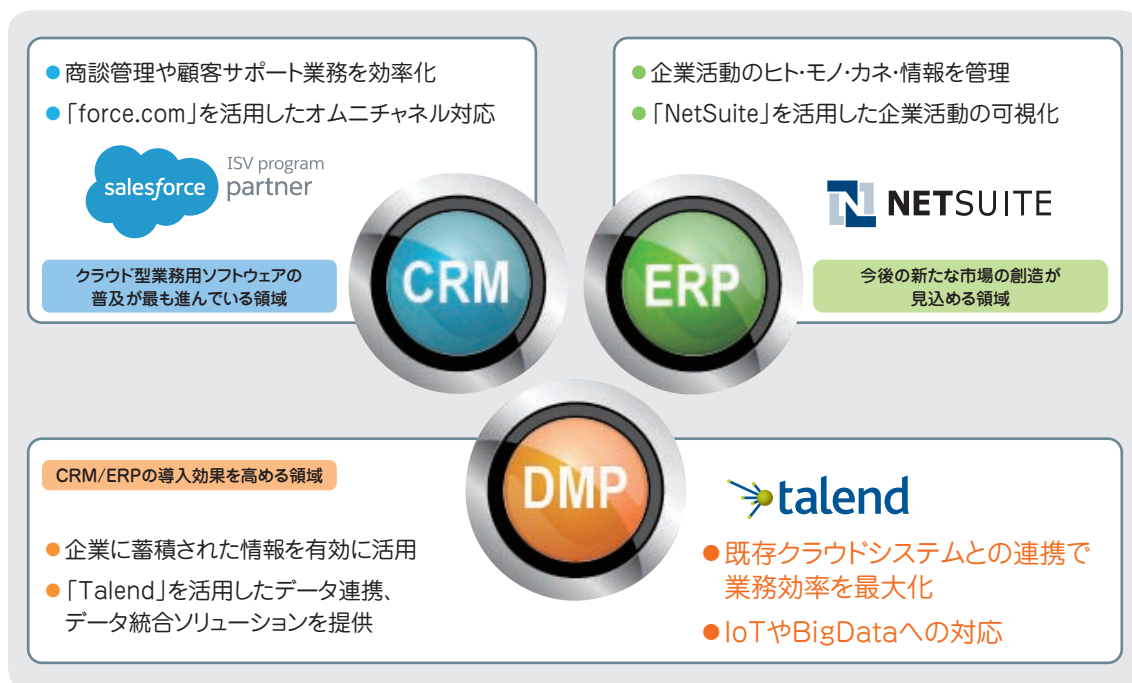 ●商談管理や顧客サポート業務を効率化
●「force.com」を活用したオムニチャネル対応
salesforce
ISV program
partner
クラウド型業務用ソフトウェアの
普及が最も進んでいる領域
CRM
●企業活動のヒト・モノ・カネ・情報を管理
●「NetSuite」を活用した企業活動の可視化
NETSUITE
ERP
今後の新たな市場の創造が
見込める領域
CRM/ERPの導入効果を高める領域
DMP
●企業に蓄積された情報を有効に活用
●「Talend」を活用したデータ連携、
データ統合ソリューションを提供
talend
●既存クラウドシステムとの連携で
業務効率を最大化
●IoTやBigDataへの対応